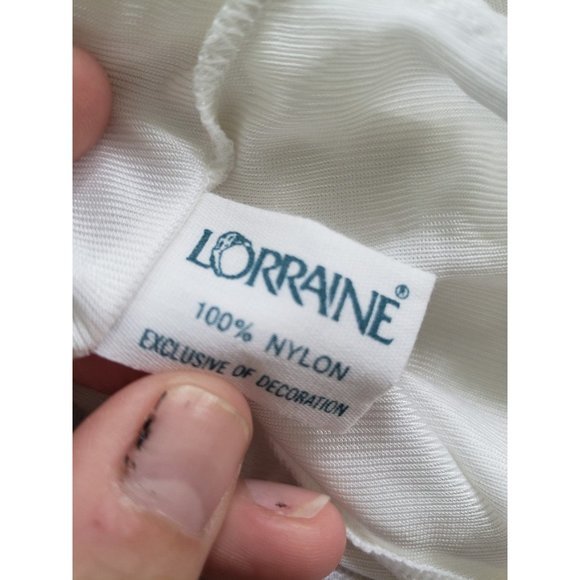 LORRAINE®
100% NYLON
EXCLUSIVE OF DECORATION